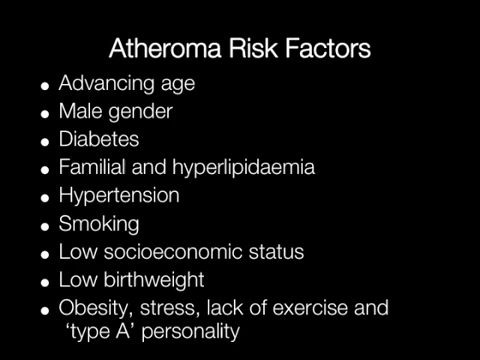 Atheroma Risk Factors
• Advancing age
• Male gender
• Diabetes
• Familial and hyperlipidaemia
• Hypertension
• Smoking
• Low socioeconomic status
• Low birthweight
• Obesity, stress, lack of exercise and
‘type A’ personality